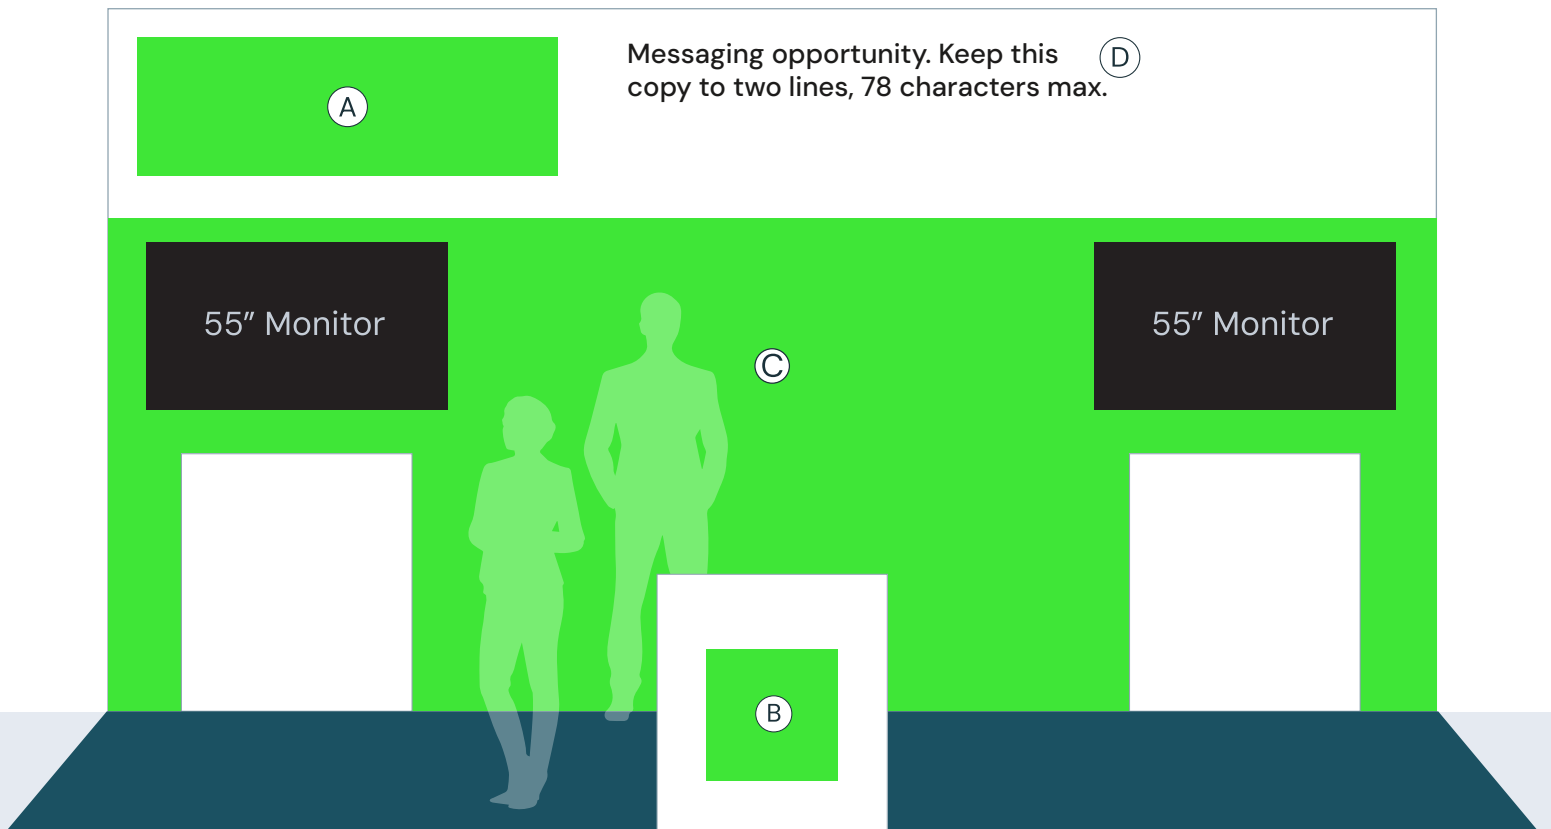 A
Messaging opportunity. Keep this
copy to two lines, 78 characters max.
D
55” Monitor
55” Monitor
C
B